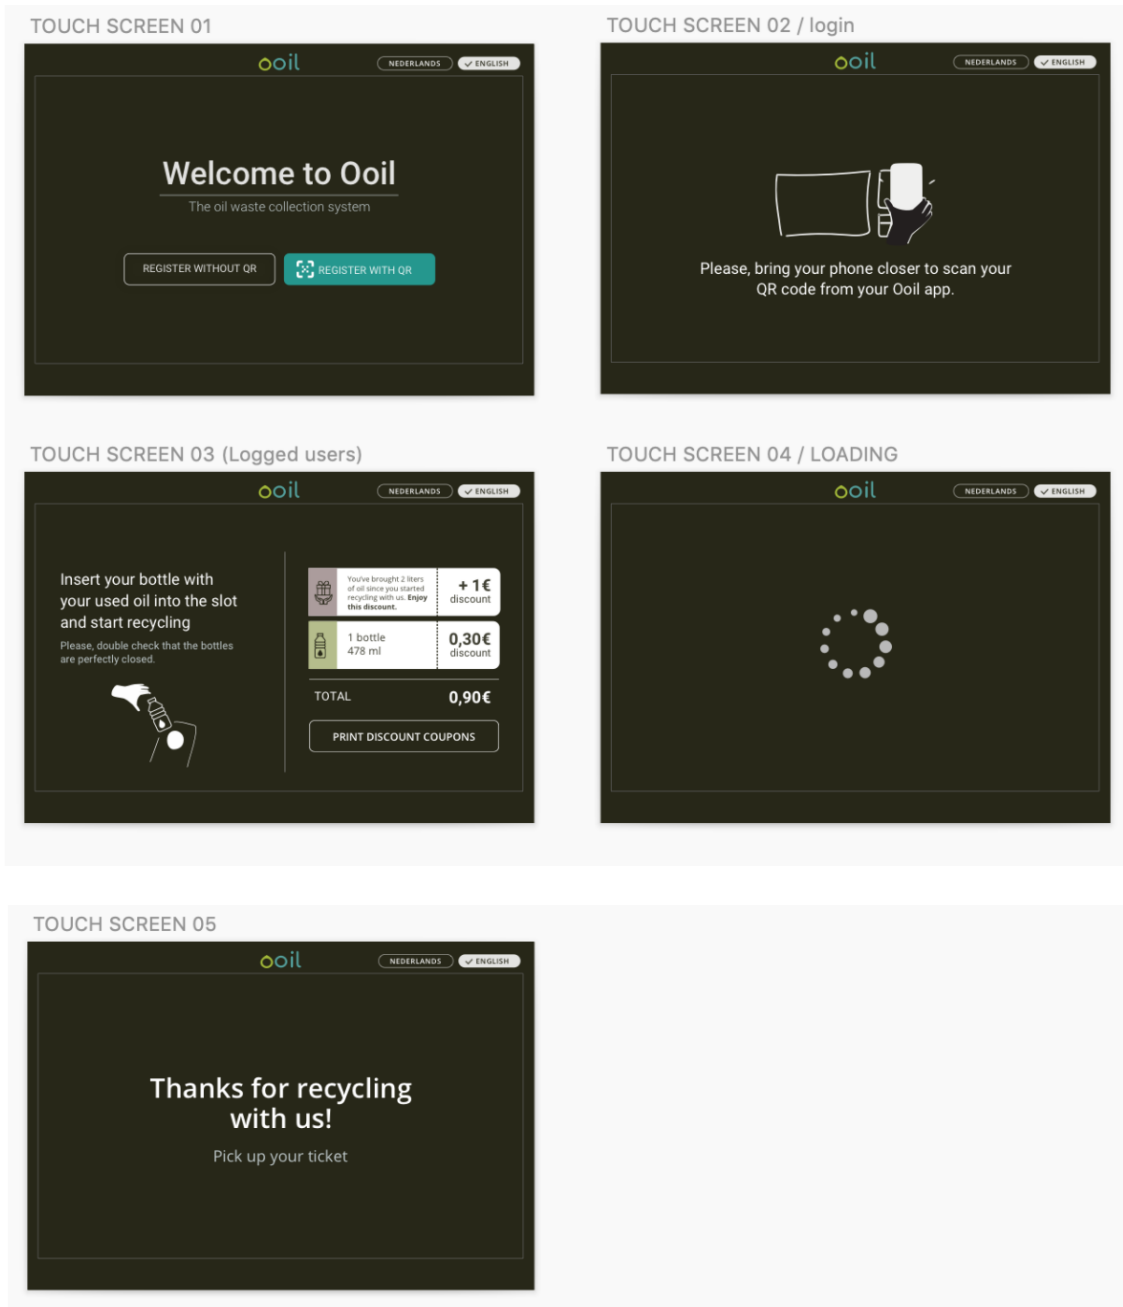 TOUCH SCREEN 01
ooil
NEDERLANDS
ENGLISH
Welcome to Ooil
The oil waste collection system
REGISTER WITHOUT QR
REGISTER WITH QR
TOUCH SCREEN 02 / login
ooil
NEDERLANDS
ENGLISH
Please, bring your phone closer to scan your
QR code from your Ooil app.
TOUCH SCREEN 03 (Logged users)
ooil
NEDERLANDS
ENGLISH
Insert your bottle with
your used oil into the slot
and start recycling
Please, double check that the bottles
are perfectly closed.
You've brought 2 liters
of oil since you started
recycling with us. Enjoy
this discount.
+ 1€
discount
1 bottle
478 ml
0,30€
discount
TOTAL
0,90€
PRINT DISCOUNT COUPONS
TOUCH SCREEN 04 / LOADING
ooil
NEDERLANDS
ENGLISH
TOUCH SCREEN 05
ooil
NEDERLANDS
ENGLISH
Thanks for recycling
with us!
Pick up your ticket